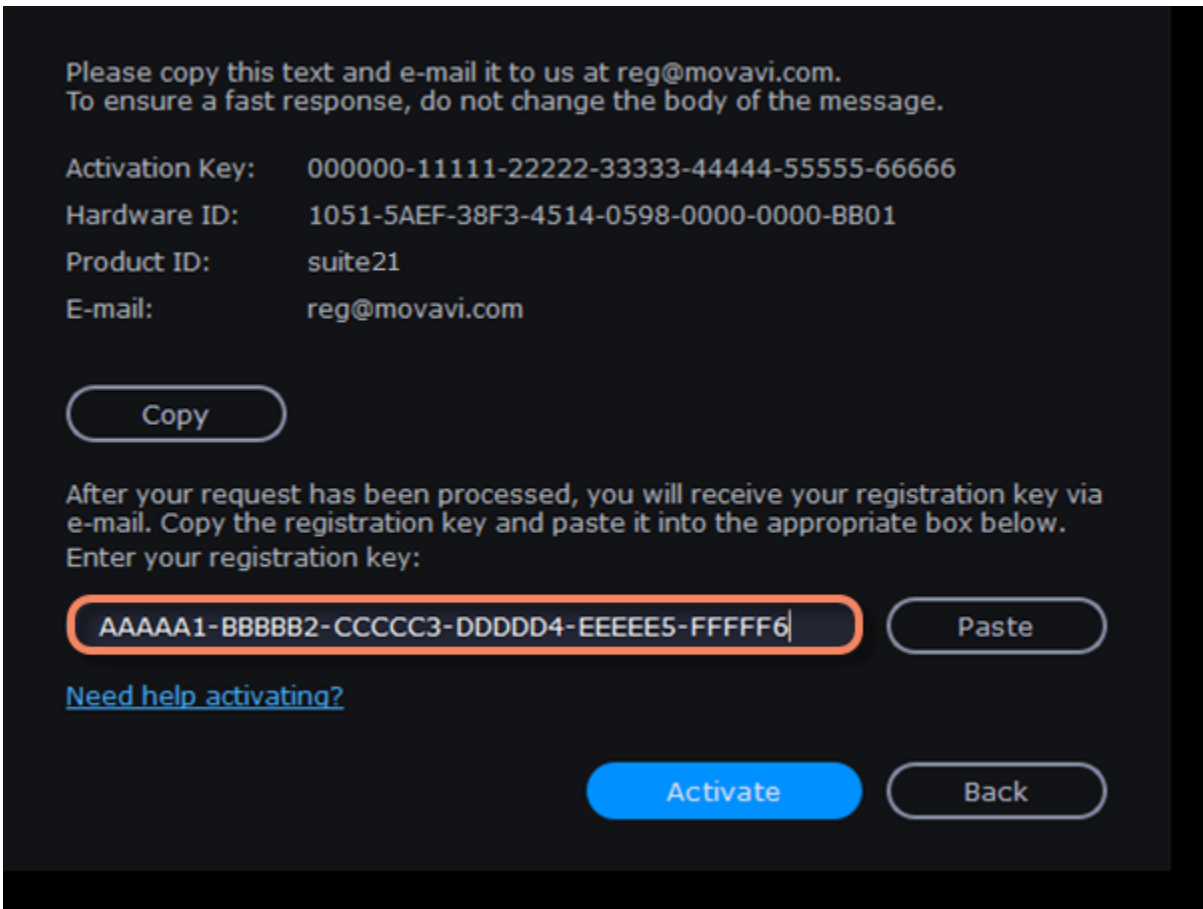 Please copy this text and e-mail it to us at reg@movavi.com.
To ensure a fast response, do not change the body of the message.
Activation Key: 000000-11111-22222-33333-44444-55555-66666
Hardware ID: 1051-5AEF-38F3-4514-0598-0000-0000-BB01
Product ID: suite21
E-mail: reg@movavi.com
Copy
After your request has been processed, you will receive your registration key via
e-mail. Copy the registration key and paste it into the appropriate box below.
Enter your registration key:
AAAAA1-BBBBB2-CCCCC3-DDDDD4-EEEEE5-FFFFF6 Paste
Need help activating?
Activate Back